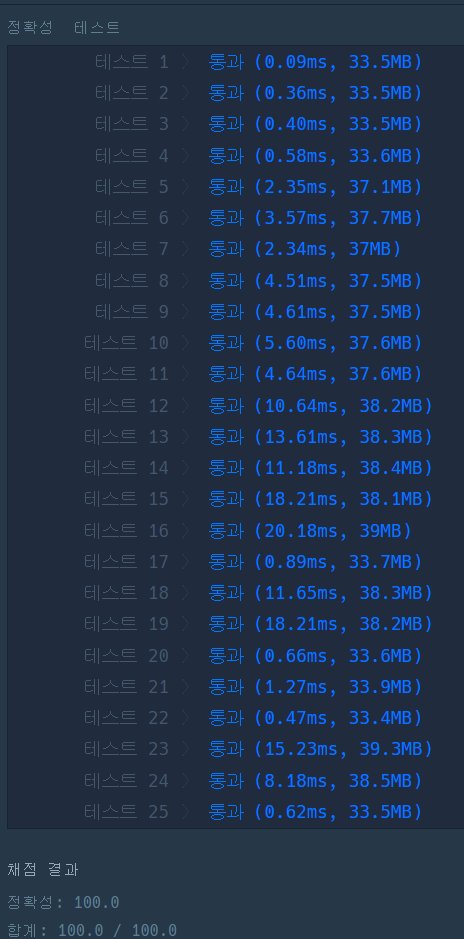 정확성 테스트
테스트 1 > 통과 (0.09ms, 33.5MB)
테스트 2 > 통과 (0.36ms, 33.5MB)
테스트 3 > 통과 (0.40ms, 33.5MB)
테스트 4 > 통과 (0.58ms, 33.6MB)
테스트 5 > 통과 (2.35ms, 37.1MB)
테스트 6 > 통과 (3.57ms, 37.7MB)
테스트 7 > 통과 (2.34ms, 37MB)
테스트 8 > 통과 (4.51ms, 37.5MB)
테스트 9 > 통과 (4.61ms, 37.5MB)
테스트 10 > 통과 (5.60ms, 37.6MB)
테스트 11 > 통과 (4.64ms, 37.6MB)
테스트 12 > 통과 (10.64ms, 38.2MB)
테스트 13 > 통과 (13.61ms, 38.3MB)
테스트 14 > 통과 (11.18ms, 38.4MB)
테스트 15 > 통과 (18.21ms, 38.1MB)
테스트 16 > 통과 (20.18ms, 39MB)
테스트 17 > 통과 (0.89ms, 33.7MB)
테스트 18 > 통과 (11.65ms, 38.3MB)
테스트 19 > 통과 (18.21ms, 38.2MB)
테스트 20 > 통과 (0.66ms, 33.6MB)
테스트 21 > 통과 (1.27ms, 33.9MB)
테스트 22 > 통과 (0.47ms, 33.4MB)
테스트 23 > 통과 (15.23ms, 39.3MB)
테스트 24 > 통과 (8.18ms, 38.5MB)
테스트 25 > 통과 (0.62ms, 33.5MB)
채점 결과
정확성: 100.0
합계: 100.0 / 100.0